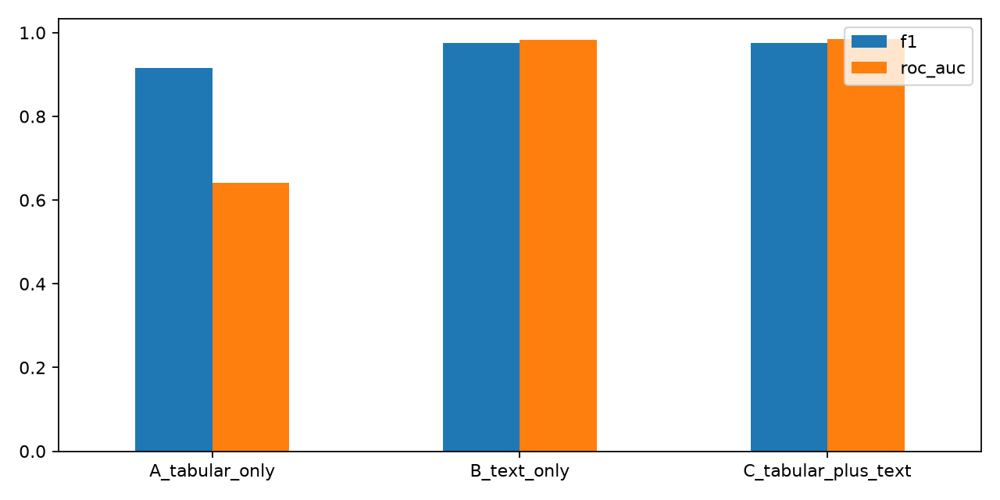 1.0
0.8
0.6
0.4
0.2
0.0
f1
roc_auc
A_tabular_only
B_text_only
C_tabular_plus_text